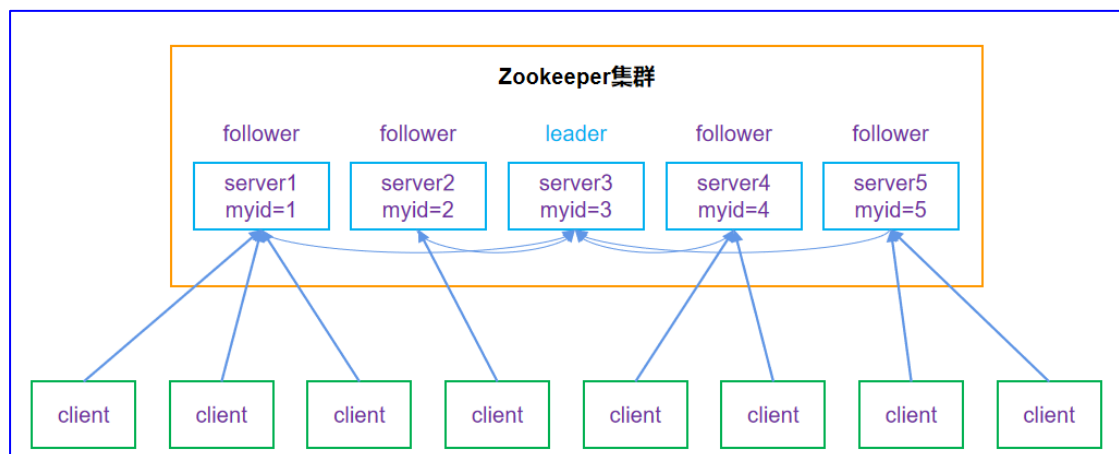 Zookeeper集群
follower follower leader follower follower
server1 server2 server3 server4 server5
myid=1 myid=2 myid=3 myid=4 myid=5
client client client client client client client client